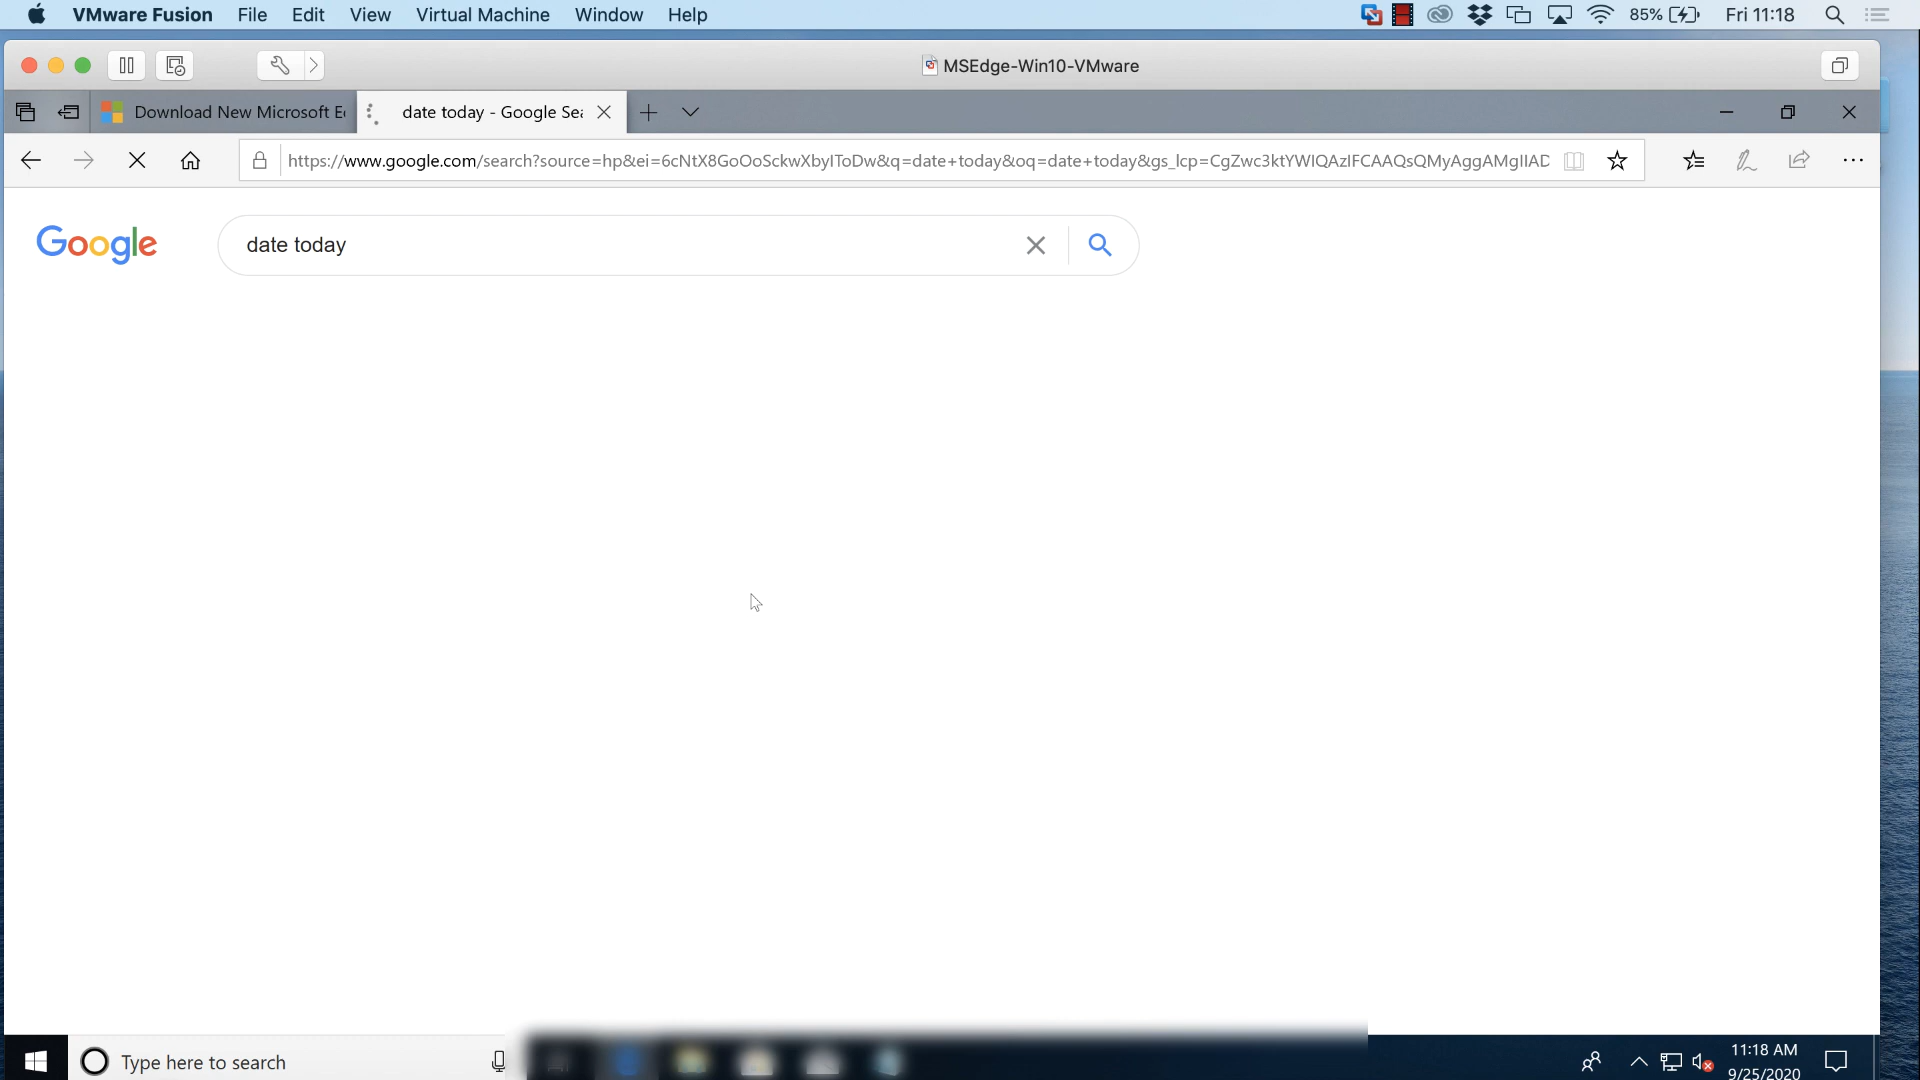 VMware Fusion File Edit View Virtual Machine Window Help 85% Fri 11:18
MSEdge-Win10-VMware
Download New Microsoft E date today - Google Sea
https://www.google.com/search?source=hp&ei=6cNtX8GoOoSckwXbyIToDw&q=date+today&oq=date+today&gs_lcp=CgZwc3ktYWIQAzIFCAAQsQMyAggAMgIIAD
Google date today
Type here to search
11:18 AM
9/25/2020